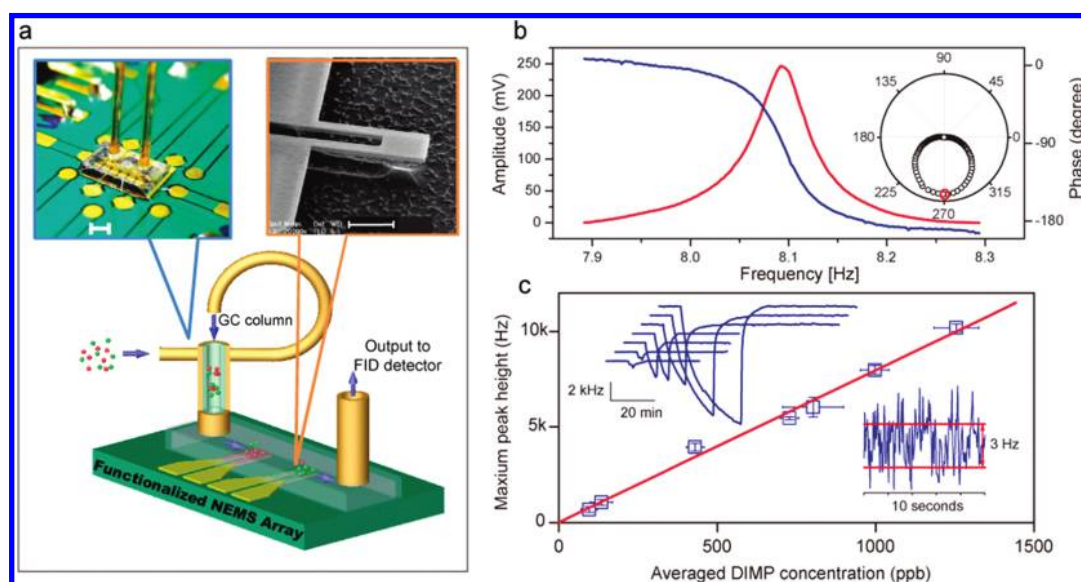 a
GC column
Output to
FID detector
Functionalized NEMS Array
b
Amplitude (mV)
250
200
150
100
50
0
7.9
8.0
8.1
8.2
8.3
Frequency [Hz]
Phase (degree)
0
-90
-180
90
45
0
315
270
225
180
135
c
Maxium peak height (Hz)
10k
5k
0
0
500
1000
1500
Averaged DIMP concentration (ppb)
2 kHz
20 min
3 Hz
10 seconds